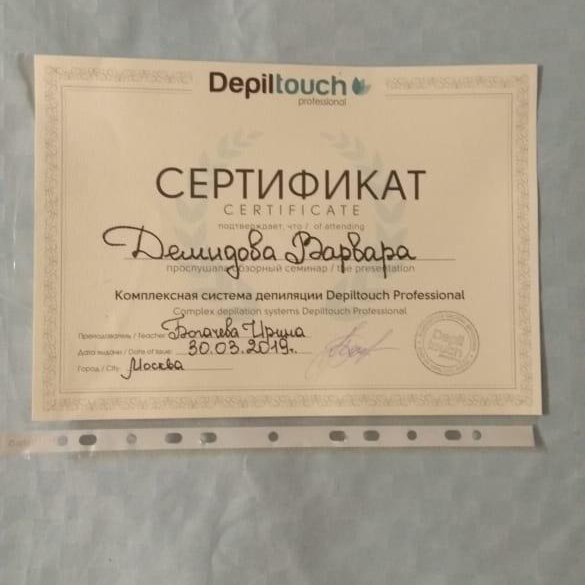 Depiltouch
professional
СЕРТИФИКАТ
CERTIFICATE
подтверждает, что / of attending
Демидова Варвара
прослушала обзорный семинар / the presentation
Комплексная система депиляции Depiltouch Professional
Complex depilation systems Depiltouch Professional
Преподаватель / Teacher Богачева Ирина
Дата выдачи / Date of issue: 30.03.2019г.
Город / City: Москва